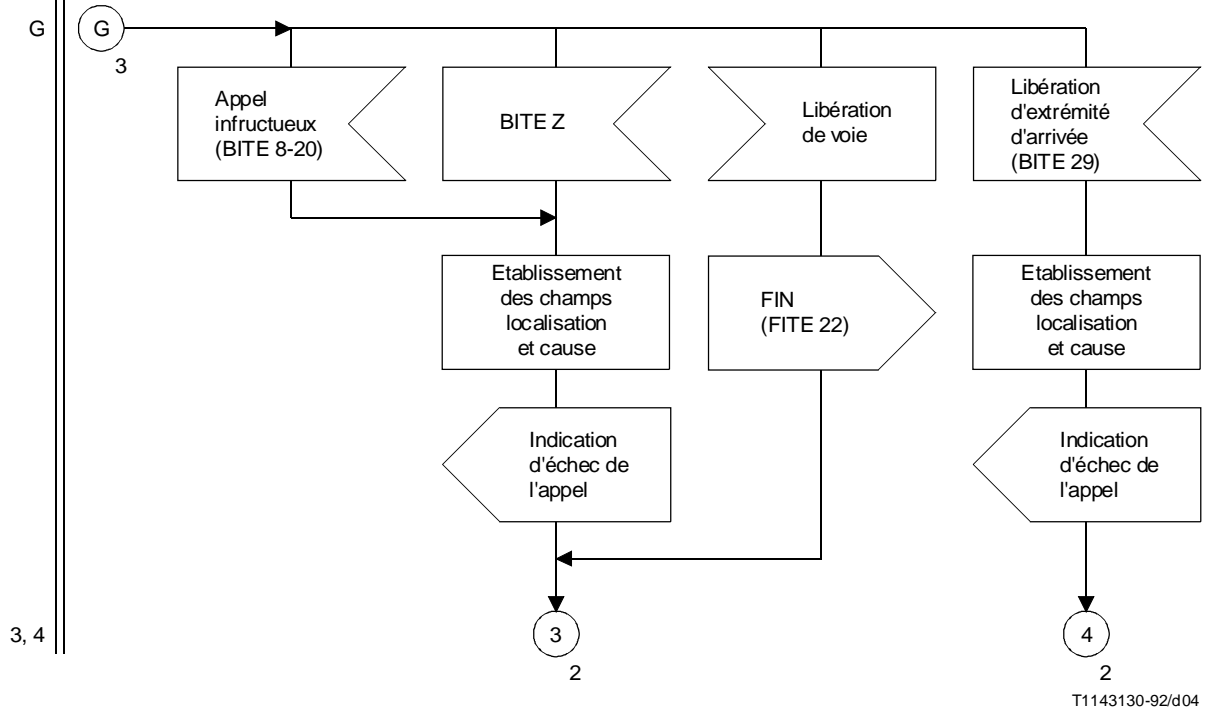 G
G
3
Appel
infructueux
(BITE 8-20)
BITE Z
Libération
de voie
Libération
d'extrémité
d'arrivée
(BITE 29)
Etablissement
des champs
localisation
et cause
FIN
(FITE 22)
Etablissement
des champs
localisation
et cause
Indication
d'échec de
l'appel
Indication
d'échec de
l'appel
3, 4
3
2
4
2
T1143130-92/d04